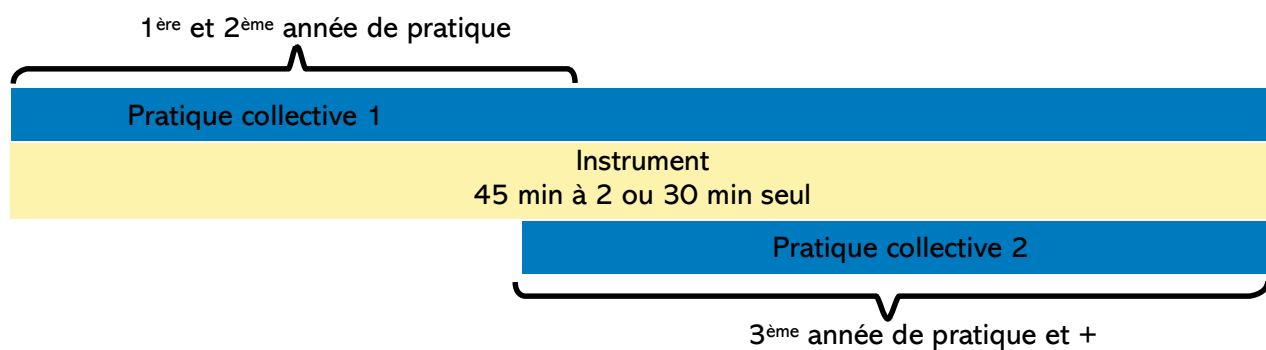 1ère et 2ème année de pratique
Pratique collective 1
Instrument
45 min à 2 ou 30 min seul
Pratique collective 2
3ème année de pratique et +